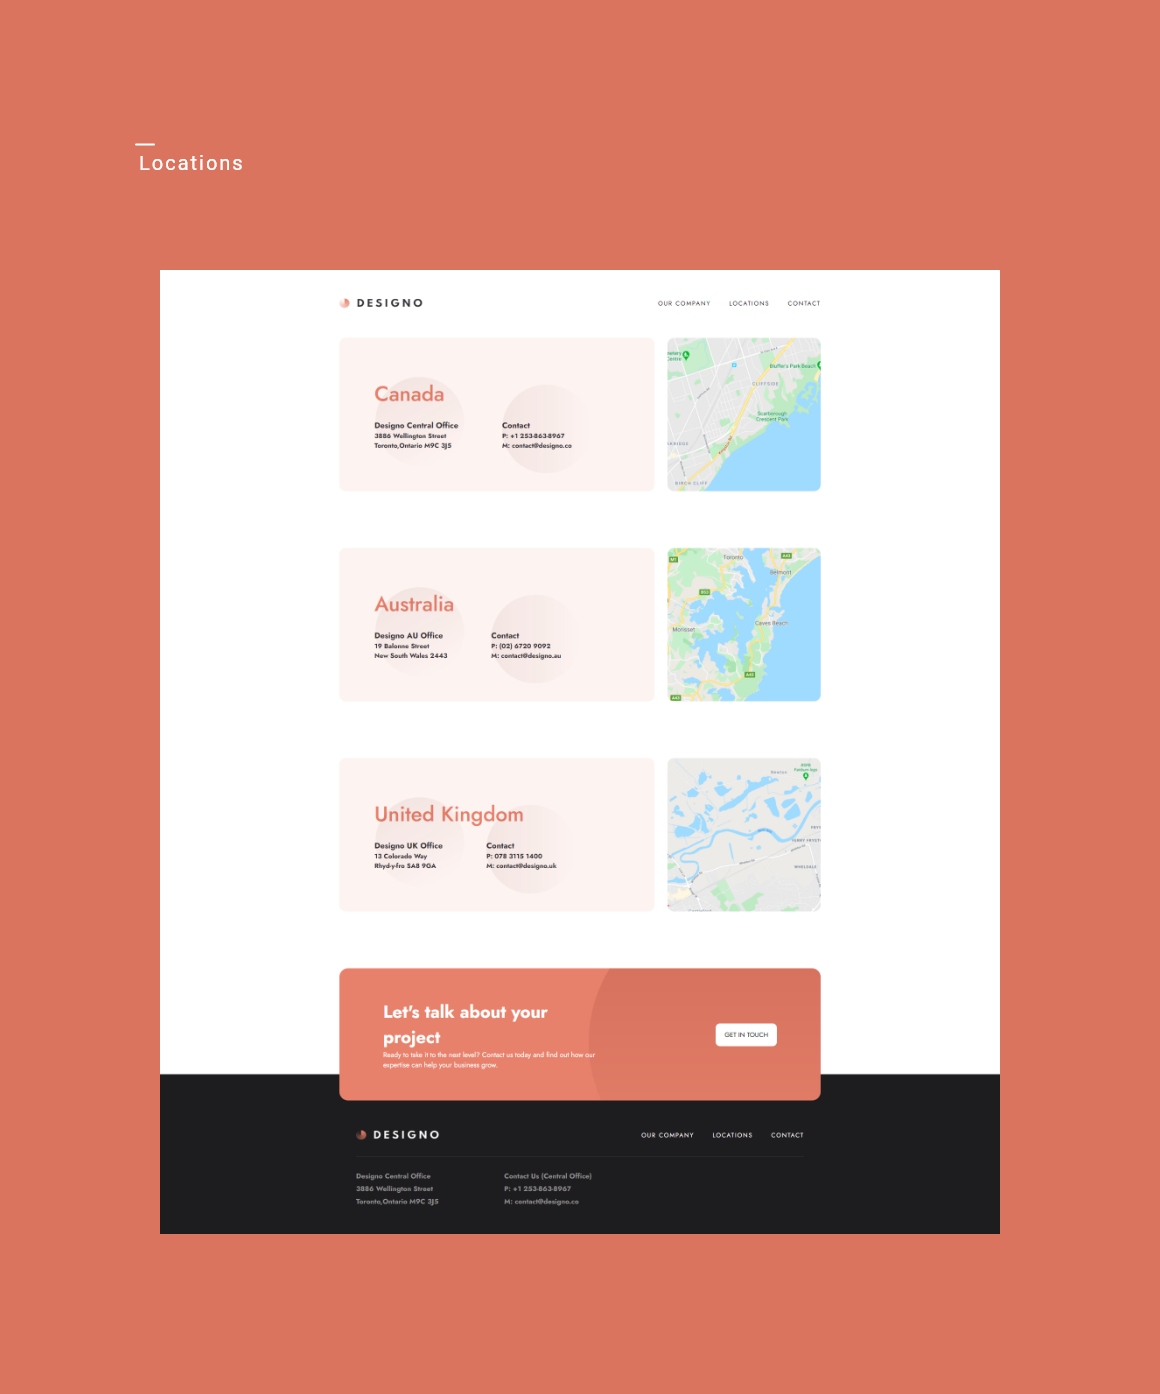 Locations
DESIGNO
OUR COMPANY LOCATIONS CONTACT
Canada
Designo Central Office
3886 Wellington Street
Toronto,Ontario M9C 3J5
Contact
P: +1 253-863-8967
M: contact@designo.co
Bluffer's Park Beach
CLIFFSIDE
Scarborough
Crescent Park
BIRCH CLIFF
Australia
Designo AU Office
19 Balonne Street
New South Wales 2443
Contact
P: (02) 6720 9092
M: contact@designo.au
Toronto
Belmont
Caves Beach
Morisset
United Kingdom
Designo UK Office
13 Colorado Way
Rhyd-y-fro SA8 9GA
Contact
P: 078 3115 1400
M: contact@designo.uk
Let's talk about your
project
Ready to take it to the next level? Contact us today and find out how our
expertise can help your business grow.
GET IN TOUCH
DESIGNO
OUR COMPANY LOCATIONS CONTACT
Designo Central Office
3886 Wellington Street
Toronto,Ontario M9C 3J5
Contact Us (Central Office)
P: +1 253-863-8967
M: contact@designo.co